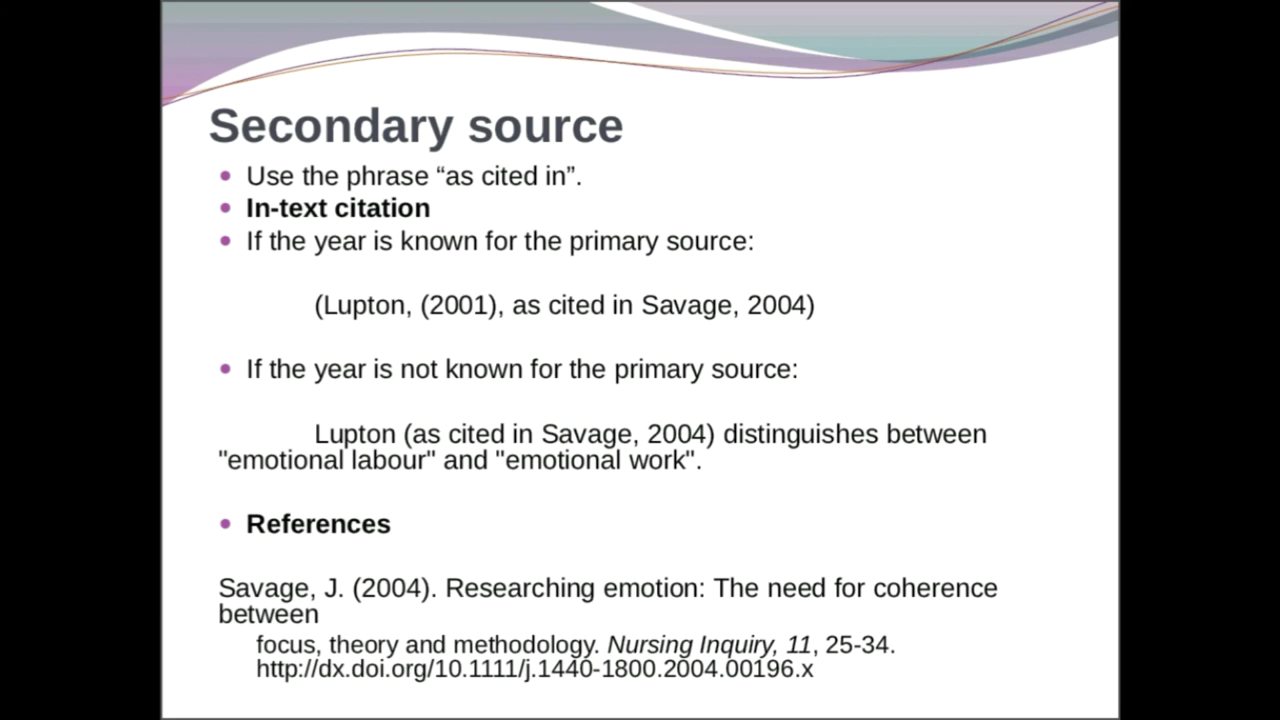 Secondary source
Use the phrase “as cited in”.
In-text citation
If the year is known for the primary source:
(Lupton, (2001), as cited in Savage, 2004)
If the year is not known for the primary source:
Lupton (as cited in Savage, 2004) distinguishes between
"emotional labour" and "emotional work".
References
Savage, J. (2004). Researching emotion: The need for coherence
between
focus, theory and methodology. Nursing Inquiry, 11, 25-34.
http://dx.doi.org/10.1111/j.1440-1800.2004.00196.x